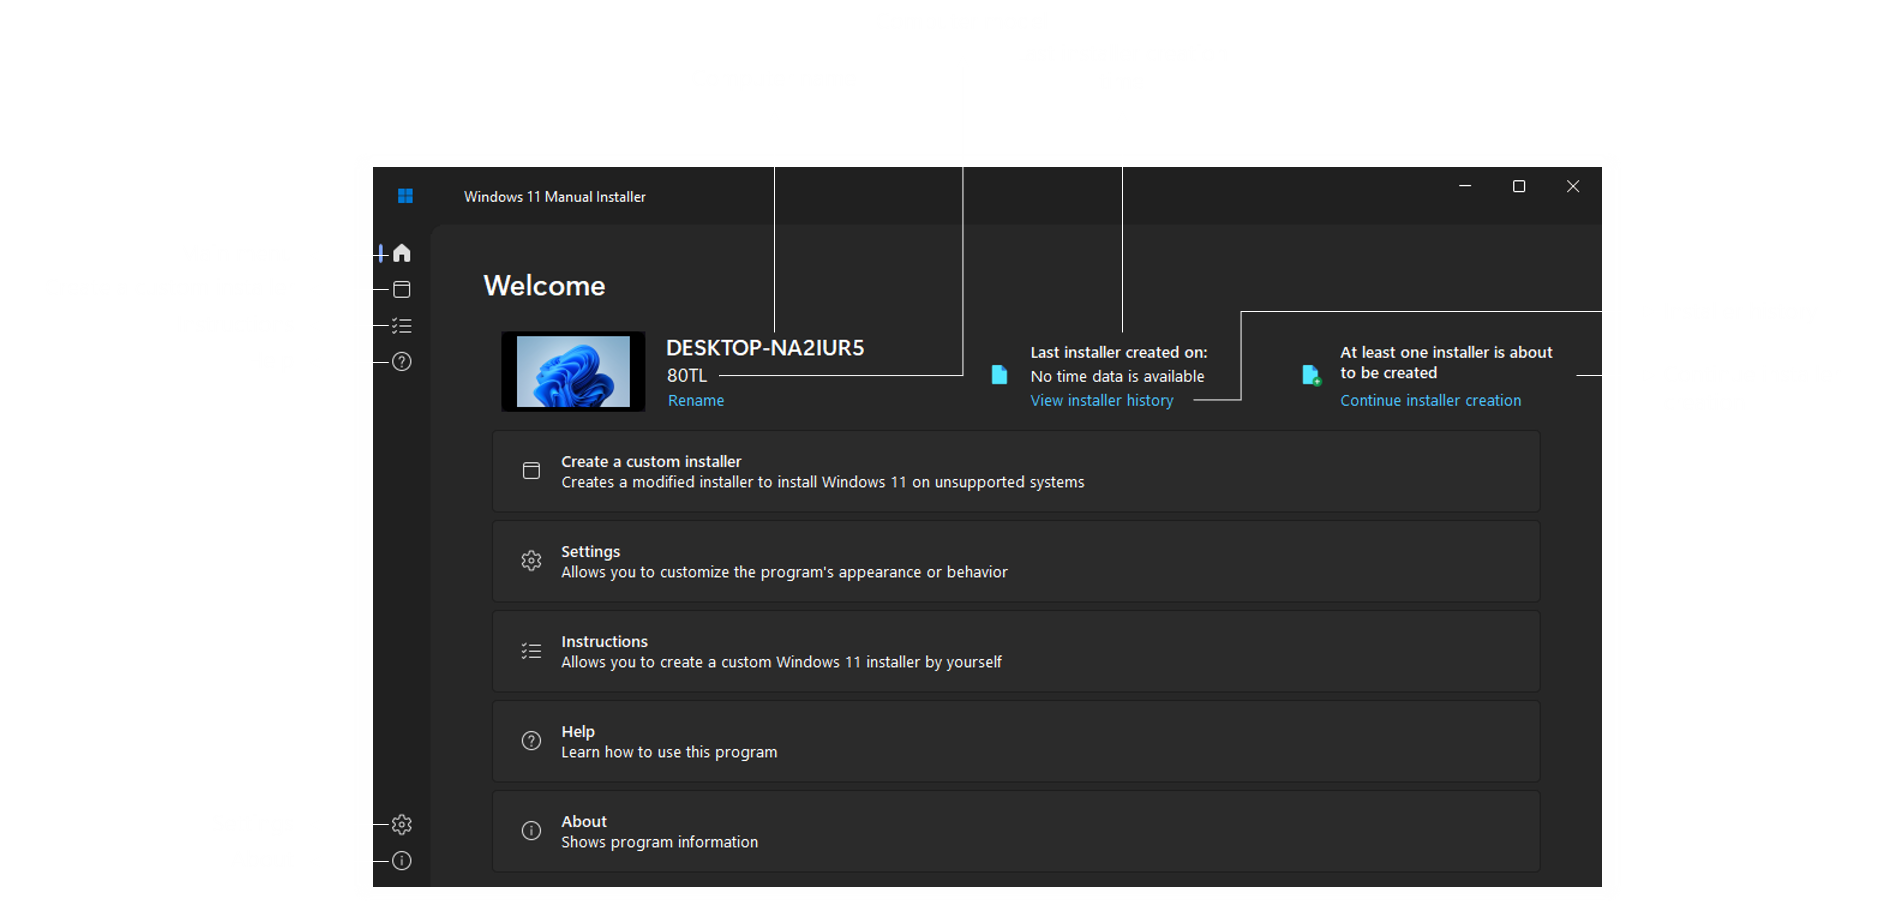 Windows 11 Manual Installer
Welcome
DESKTOP-NA2IUR5
80TL
Rename
Last installer created on:
No time data is available
View installer history
At least one installer is about
to be created
Continue installer creation
Create a custom installer
Creates a modified installer to install Windows 11 on unsupported systems
Settings
Allows you to customize the program's appearance or behavior
Instructions
Allows you to create a custom Windows 11 installer by yourself
Help
Learn how to use this program
About
Shows program information